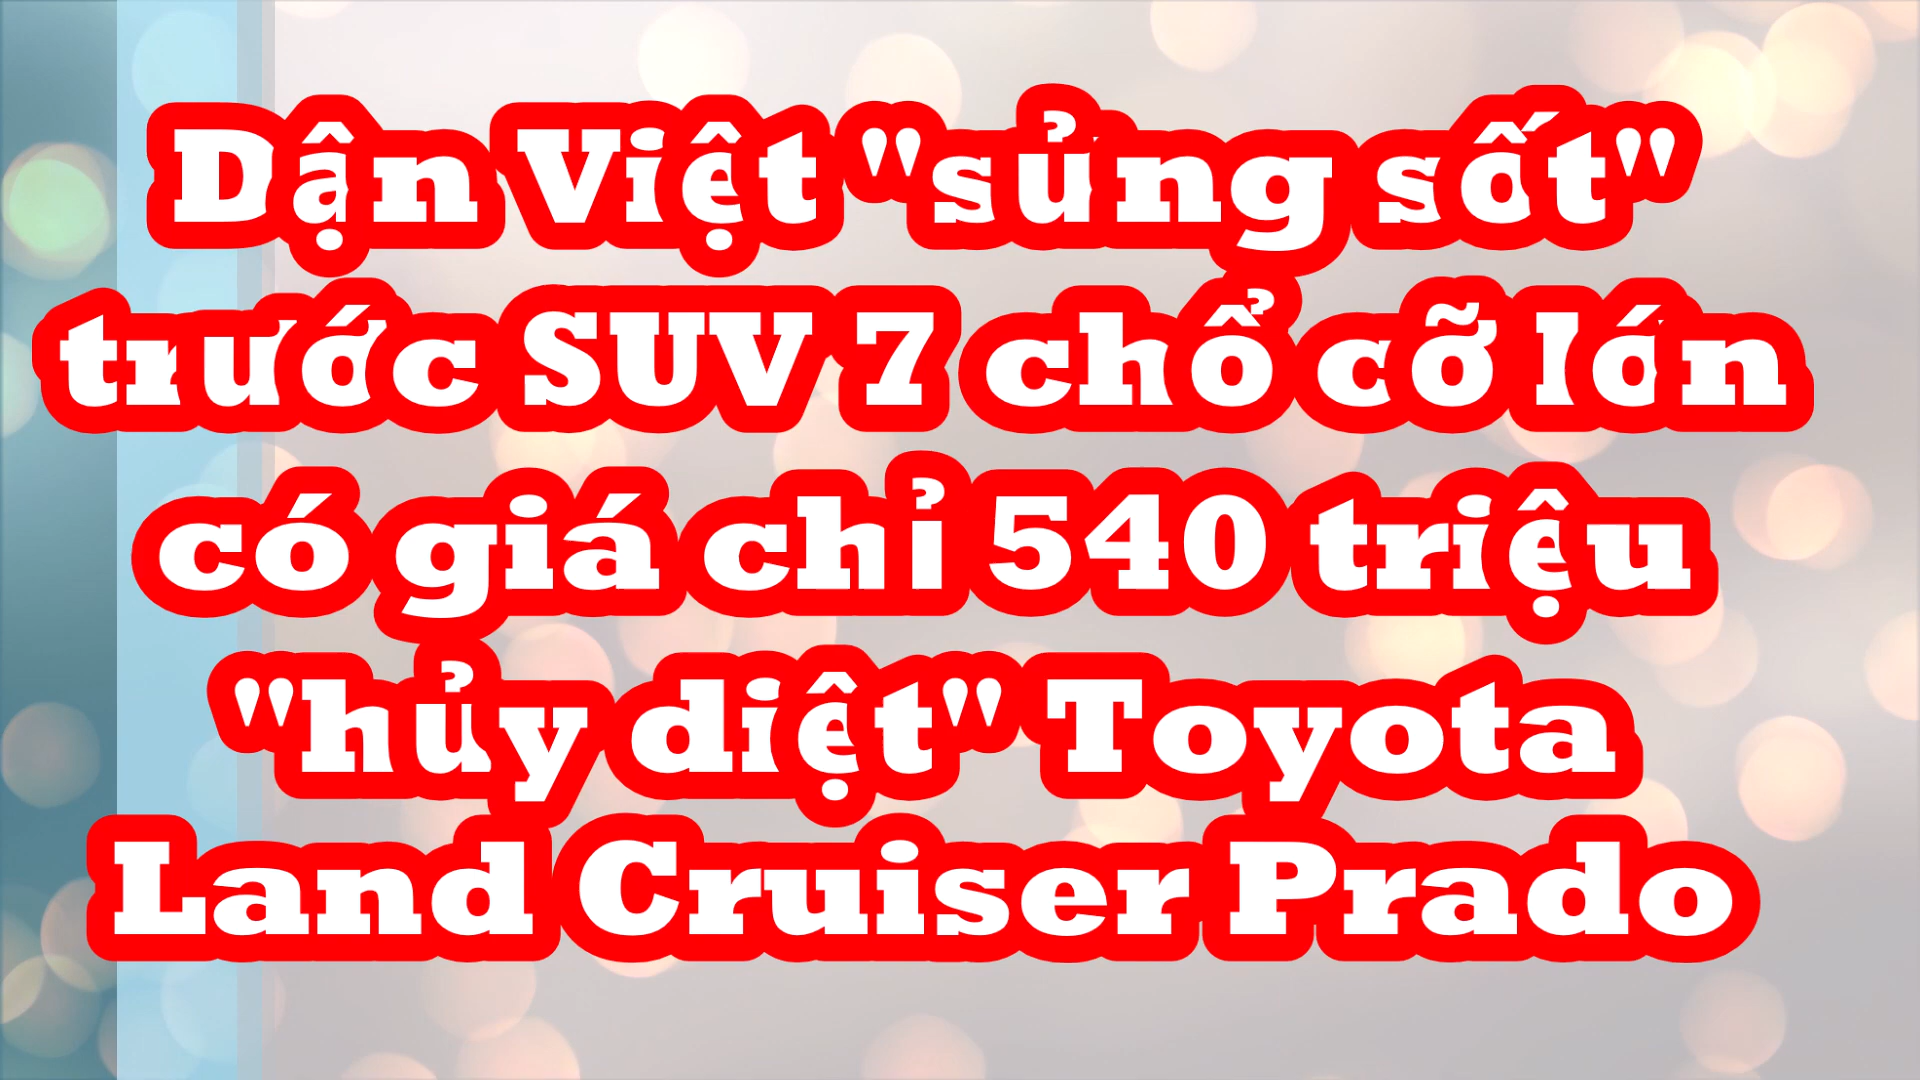 Dận Việt "sủng sốt"
trước SUV 7 chổ cỡ lớn
có giá chỉ 540 triệu
"hủy diệt" Toyota
Land Cruiser Prado